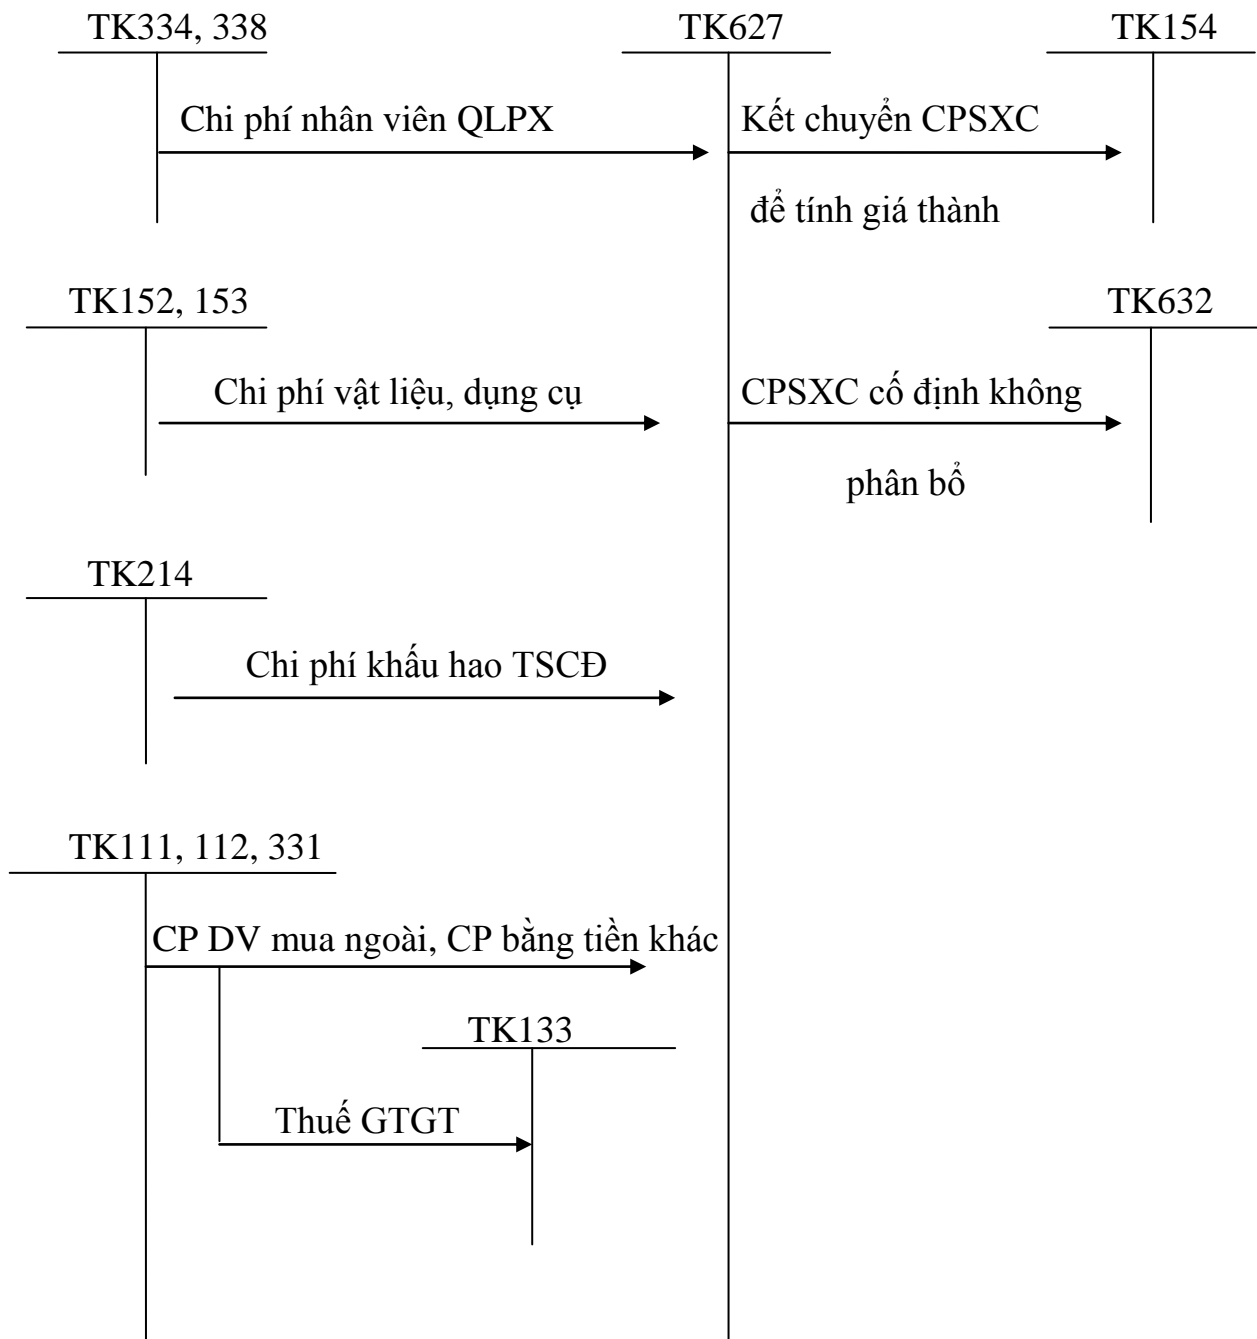 TK334, 338
TK627
TK154
Chi phí nhân viên QLPX
Kết chuyển CPSXC
để tính giá thành
TK152, 153
TK632
Chi phí vật liệu, dụng cụ
CPSXC cố định không
phân bổ
TK214
Chi phí khấu hao TSCĐ
TK111, 112, 331
CP DV mua ngoài, CP bằng tiền khác
TK133
Thuế GTGT